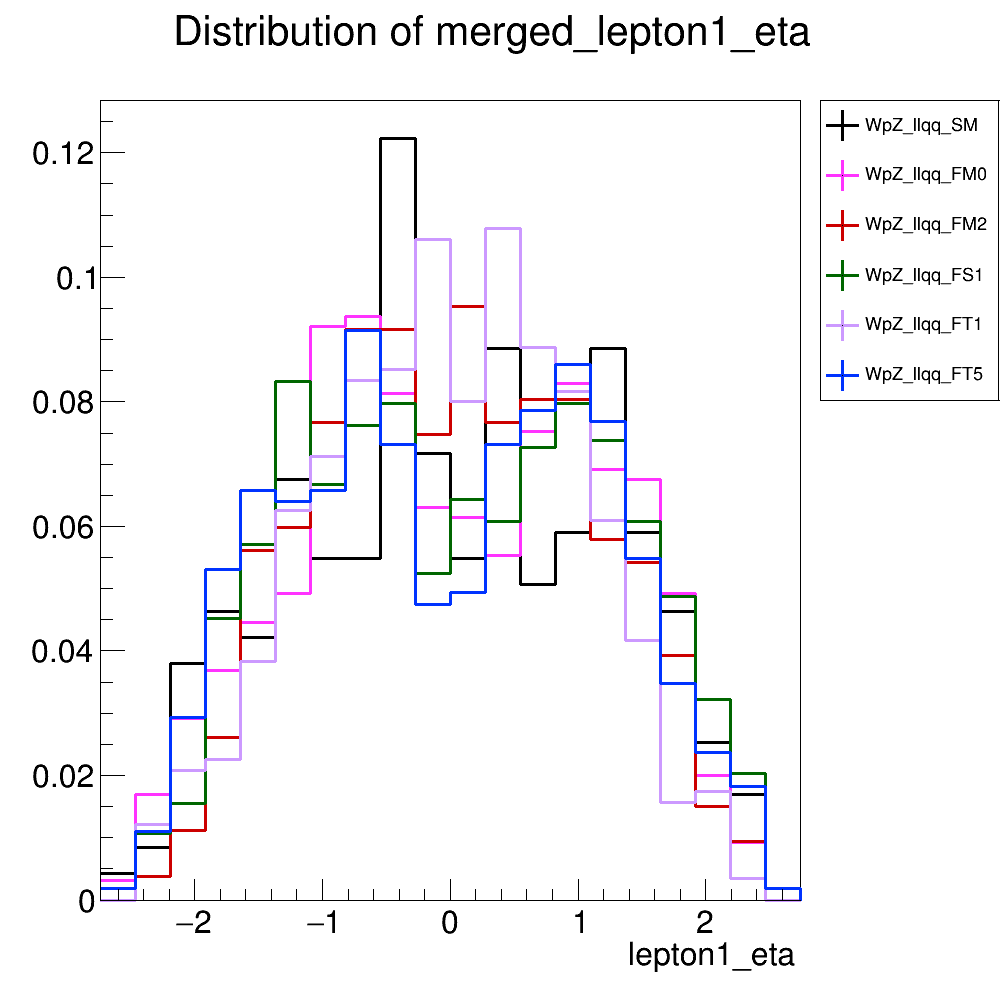 Distribution of merged_lepton1_eta
0.12
0.1
0.08
0.06
0.04
0.02
0
−2
−1
0
1
2
lepton1_eta
WpZ_llqq_SM
WpZ_llqq_FM0
WpZ_llqq_FM2
WpZ_llqq_FS1
WpZ_llqq_FT1
WpZ_llqq_FT5